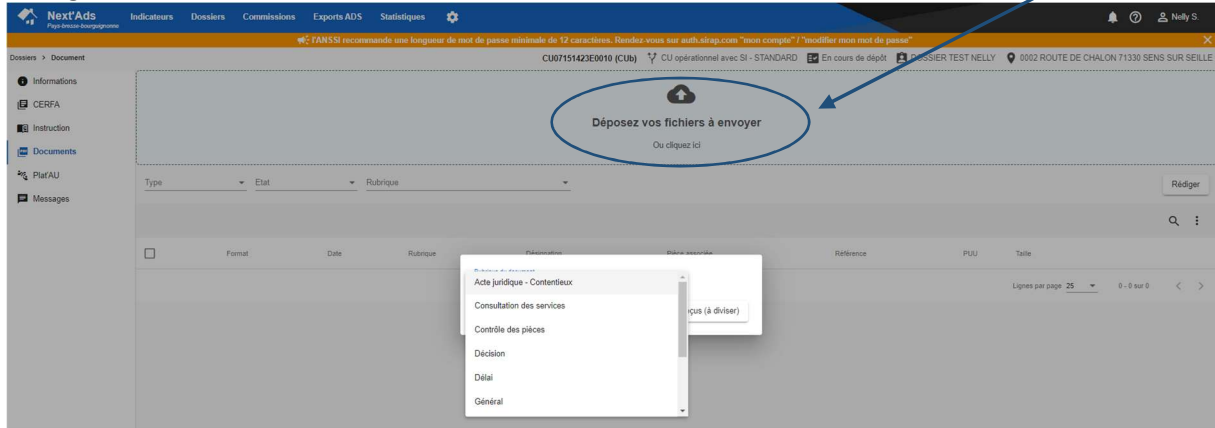 Next'Ads Indicateurs Dossiers Commissions Exports ADS Statistiques Nelly S.
Pays-bresse-bourguignonne
l'ANSSI recommande une longueur de mot de passe minimale de 12 caractères. Rendez-vous sur auth.sirap.com "mon compte" / "modifier mon mot de passe"
Dossiers > Document CU07151423E0010 (CUb) CU opérationnel avec SI - STANDARD En cours de dépôt DOSSIER TEST NELLY 0002 ROUTE DE CHALON 71330 SENS SUR SEILLE
Informations
CERFA
Instruction
Documents
Plat'AU
Messages
Déposez vos fichiers à envoyer
Ou cliquez ici
Type Etat Rubrique Rédiger
Format Date Rubrique Désignation Pièce associée Référence PUU Taille
Lignes par page 25 0 - 0 sur 0
Rubrique du document
Acte juridique - Contentieux
Consultation des services
çus (à diviser)
Contrôle des pièces
Décision
Délai
Général